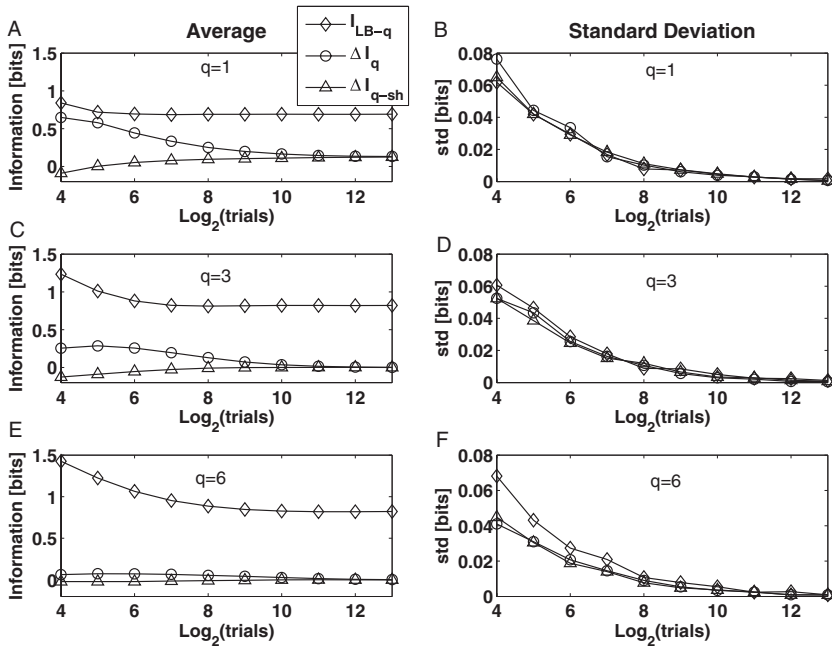 A
Average
I_{LB-q}
Δ I_q
Δ I_{q-sh}
q=1
Information [bits]
1.5
1
0.5
0
4 6 8 10 12
Log_2(trials)
B
Standard Deviation
q=1
std [bits]
0.08
0.06
0.04
0.02
0
4 6 8 10 12
Log_2(trials)
C
q=3
Information [bits]
1.5
1
0.5
0
4 6 8 10 12
Log_2(trials)
D
q=3
std [bits]
0.08
0.06
0.04
0.02
0
4 6 8 10 12
Log_2(trials)
E
q=6
Information [bits]
1.5
1
0.5
0
4 6 8 10 12
Log_2(trials)
F
q=6
std [bits]
0.08
0.06
0.04
0.02
0
4 6 8 10 12
Log_2(trials)